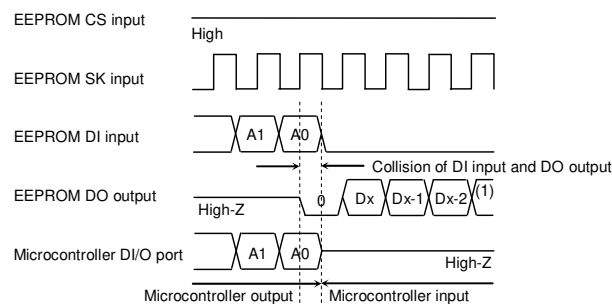 EEPROM CS input
High
EEPROM SK input
EEPROM DI input
A1 A0
Collision of DI input and DO output
EEPROM DO output
High-Z
0 Dx Dx-1 Dx-2 (1)
Microcontroller DI/O port
A1 A0
High-Z
Microcontroller output Microcontroller input